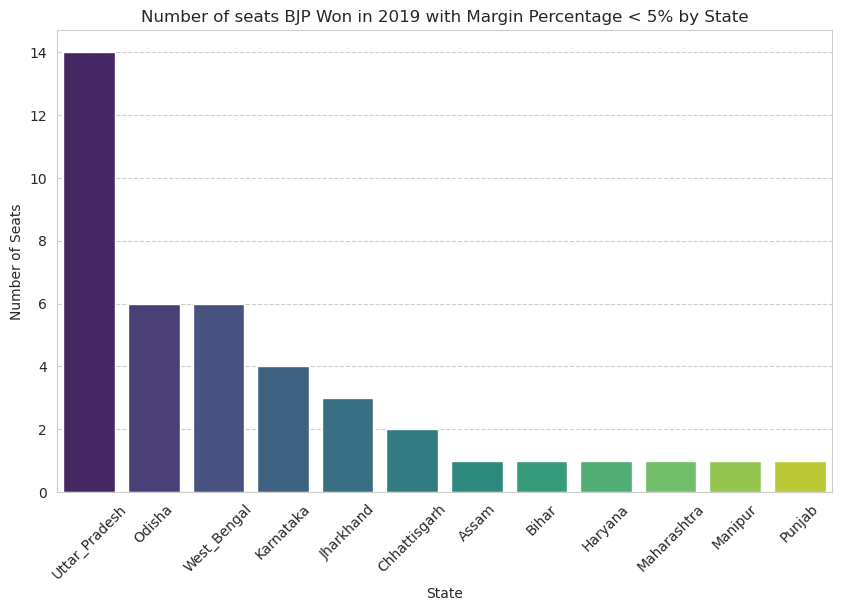 Number of seats BJP Won in 2019 with Margin Percentage < 5% by State
Number of Seats
14
12
10
8
6
4
2
0
Uttar_Pradesh
Odisha
West_Bengal
Karnataka
Jharkhand
Chhattisgarh
Assam
Bihar
Haryana
Maharashtra
Manipur
Punjab
State